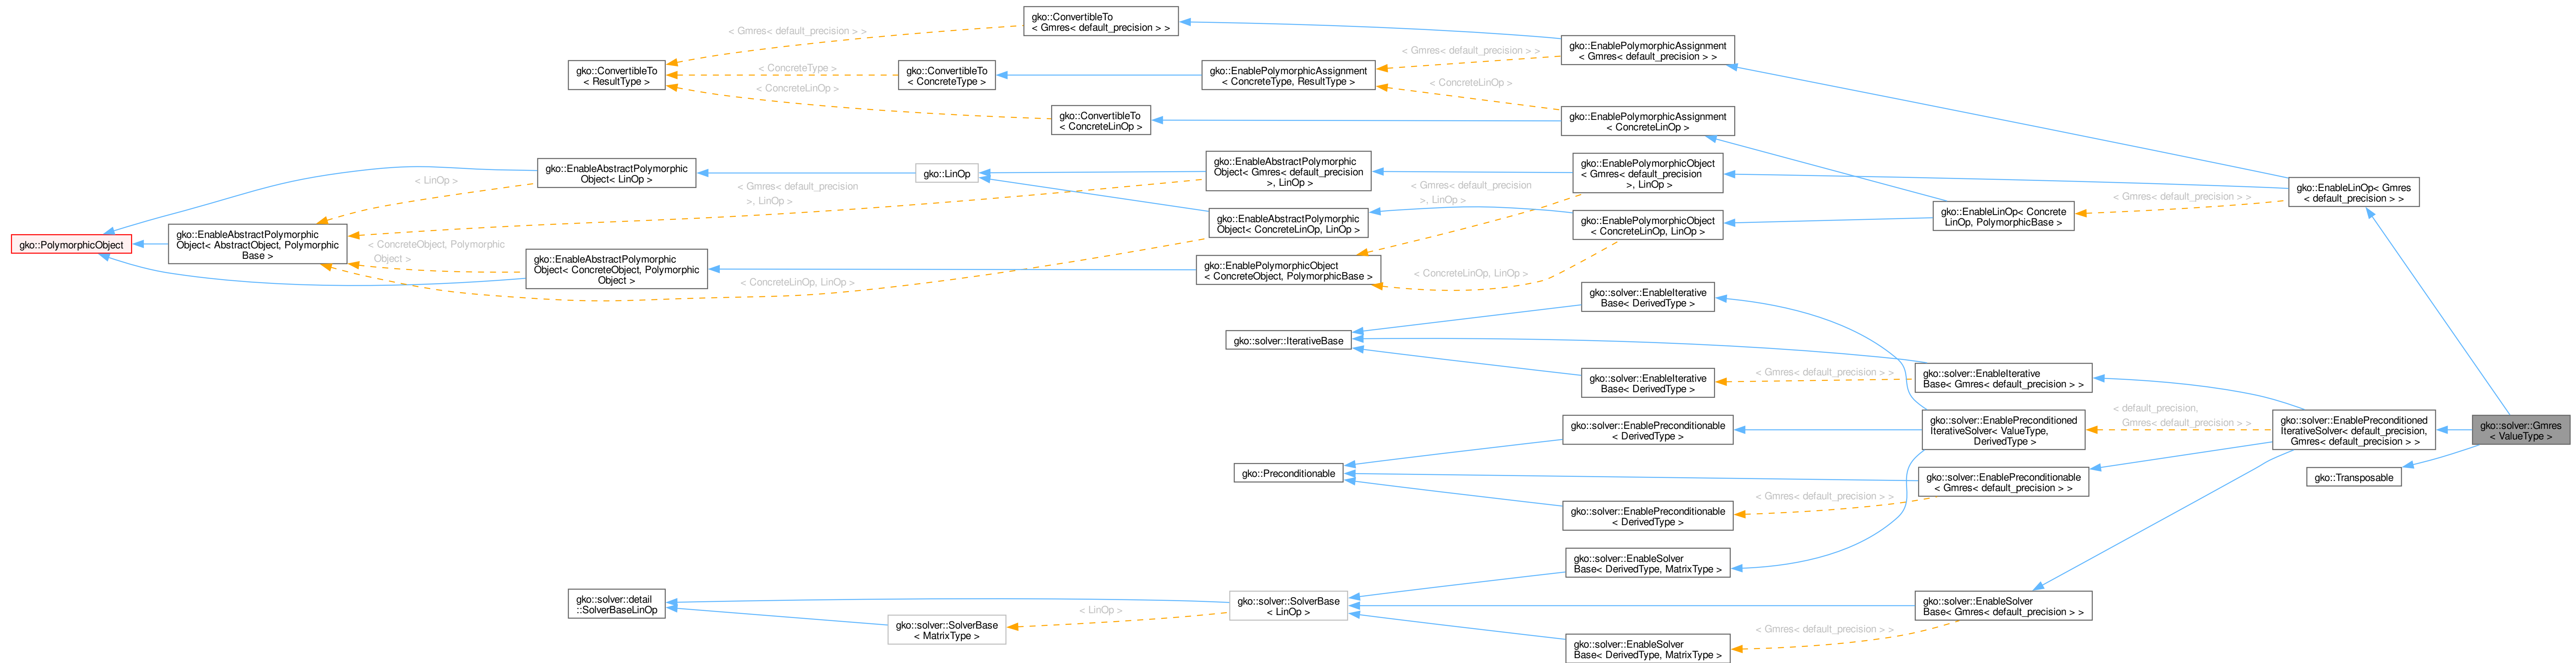 gko::ConvertibleTo
< Gmres< default_precision > >
< Gmres< default_precision > >
gko::ConvertibleTo
< ResultType >
< ConcreteType >
gko::ConvertibleTo
< ConcreteType >
< ConcreteLinOp >
gko::ConvertibleTo
< ConcreteLinOp >
gko::EnablePolymorphicAssignment
< ConcreteType, ResultType >
< Gmres< default_precision > >
< ConcreteLinOp >
gko::EnablePolymorphicAssignment
< Gmres< default_precision > >
gko::EnablePolymorphicAssignment
< ConcreteLinOp >
gko::PolymorphicObject
gko::EnableAbstractPolymorphic
Object< AbstractObject, Polymorphic
Base >
< LinOp >
< ConcreteObject, Polymorphic
Object >
gko::EnableAbstractPolymorphic
Object< LinOp >
gko::EnableAbstractPolymorphic
Object< ConcreteObject, Polymorphic
Object >
< Gmres< default_precision
>, LinOp >
< ConcreteLinOp, LinOp >
gko::LinOp
gko::EnableAbstractPolymorphic
Object< Gmres< default_precision
>, LinOp >
gko::EnableAbstractPolymorphic
Object< ConcreteLinOp, LinOp >
gko::EnablePolymorphicObject
< ConcreteObject, PolymorphicBase >
< Gmres< default_precision
>, LinOp >
< ConcreteLinOp, LinOp >
gko::EnablePolymorphicObject
< Gmres< default_precision
>, LinOp >
gko::EnablePolymorphicObject
< ConcreteLinOp, LinOp >
gko::EnableLinOp< Concrete
LinOp, PolymorphicBase >
< Gmres< default_precision > >
gko::EnableLinOp< Gmres
< default_precision > >
gko::solver::EnableIterative
Base< DerivedType >
gko::solver::IterativeBase
gko::solver::EnableIterative
Base< DerivedType >
< Gmres< default_precision > >
gko::solver::EnableIterative
Base< Gmres< default_precision > >
gko::solver::EnablePreconditionable
< DerivedType >
gko::solver::EnablePreconditioned
IterativeSolver< ValueType,
DerivedType >
< default_precision,
Gmres< default_precision > >
gko::solver::EnablePreconditioned
IterativeSolver< default_precision,
Gmres< default_precision > >
gko::solver::Gmres
< ValueType >
gko::Preconditionable
gko::solver::EnablePreconditionable
< Gmres< default_precision > >
gko::Transposable
< Gmres< default_precision > >
gko::solver::EnablePreconditionable
< DerivedType >
gko::solver::EnableSolver
Base< DerivedType, MatrixType >
gko::solver::detail
::SolverBaseLinOp
gko::solver::SolverBase
< MatrixType >
< LinOp >
gko::solver::SolverBase
< LinOp >
gko::solver::EnableSolver
Base< Gmres< default_precision > >
< Gmres< default_precision > >
gko::solver::EnableSolver
Base< DerivedType, MatrixType >